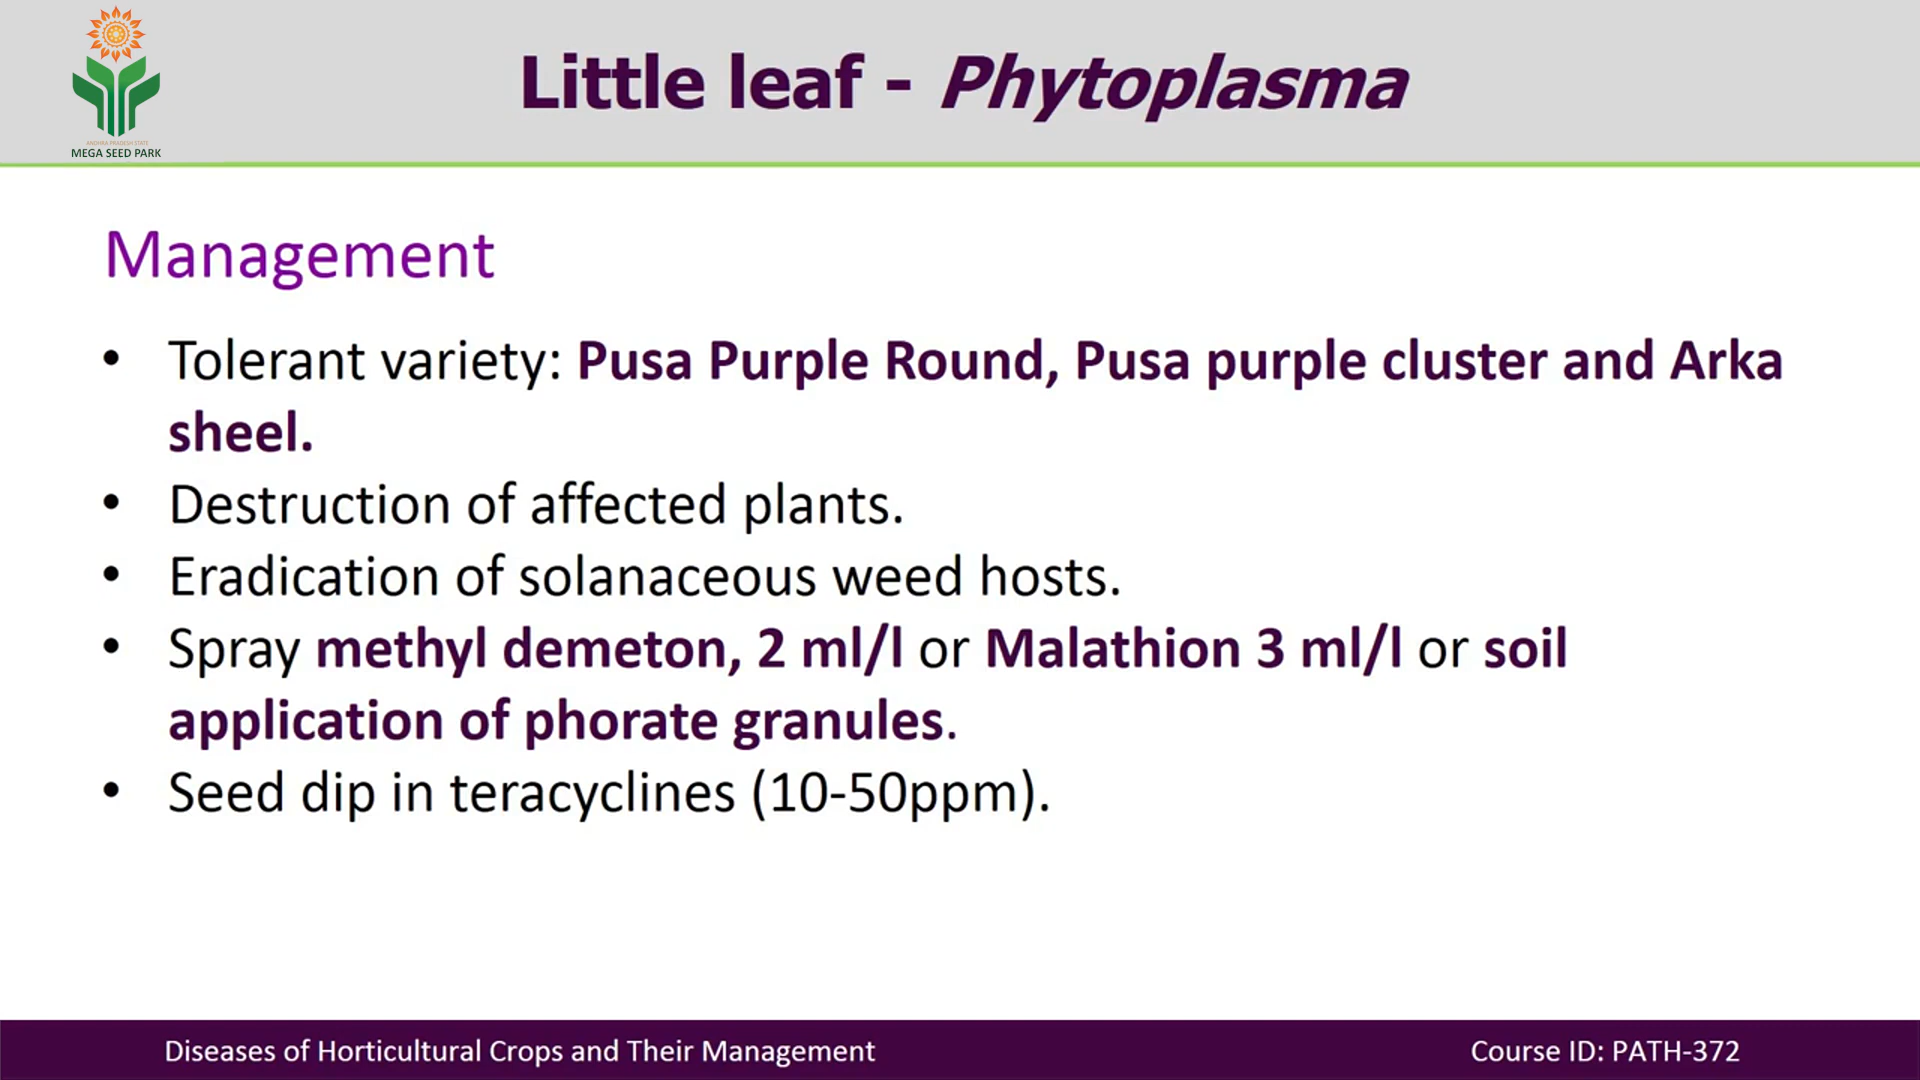 ANDHRA PRADESH STATE
MEGA SEED PARK
Little leaf - Phytoplasma
Management
• Tolerant variety: Pusa Purple Round, Pusa purple cluster and Arka
sheel.
• Destruction of affected plants.
• Eradication of solanaceous weed hosts.
• Spray methyl demeton, 2 ml/l or Malathion 3 ml/l or soil
application of phorate granules.
• Seed dip in teracyclines (10-50ppm).
Diseases of Horticultural Crops and Their Management
Course ID: PATH-372